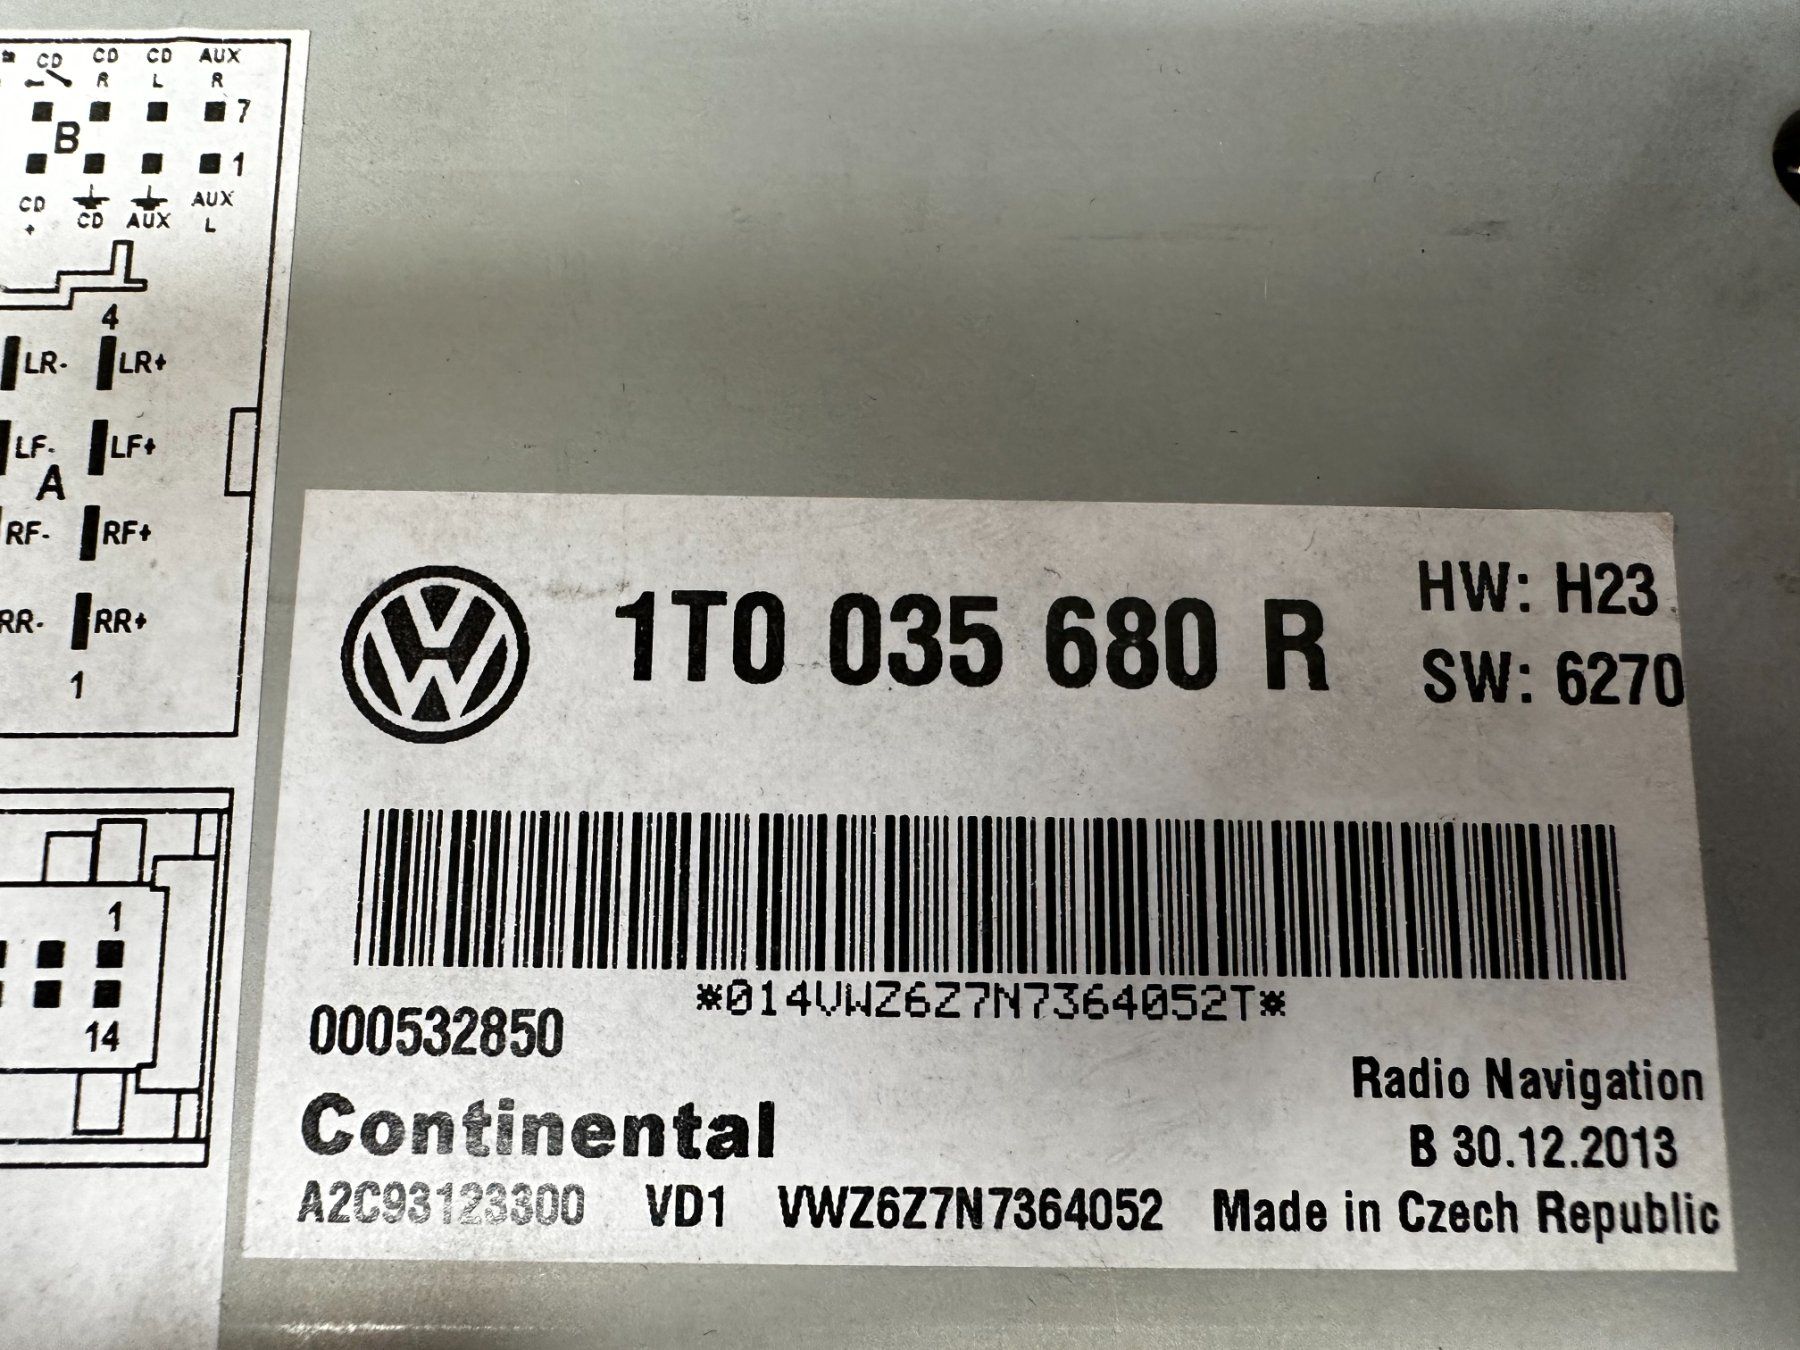 CD CD CD AUX
R L R
7
B
1
CD CD AUX AUX
+ L
4
LR- LR+
LF- LF+
A
RF- RF+
RR- RR+
1
1
14
1T0 035 680 R
HW: H23
SW: 6270
*014VWZ6Z7N7364052T*
000532850
Continental
Radio Navigation
B 30.12.2013
A2C93123300 VD1 VWZ6Z7N7364052 Made in Czech Republic